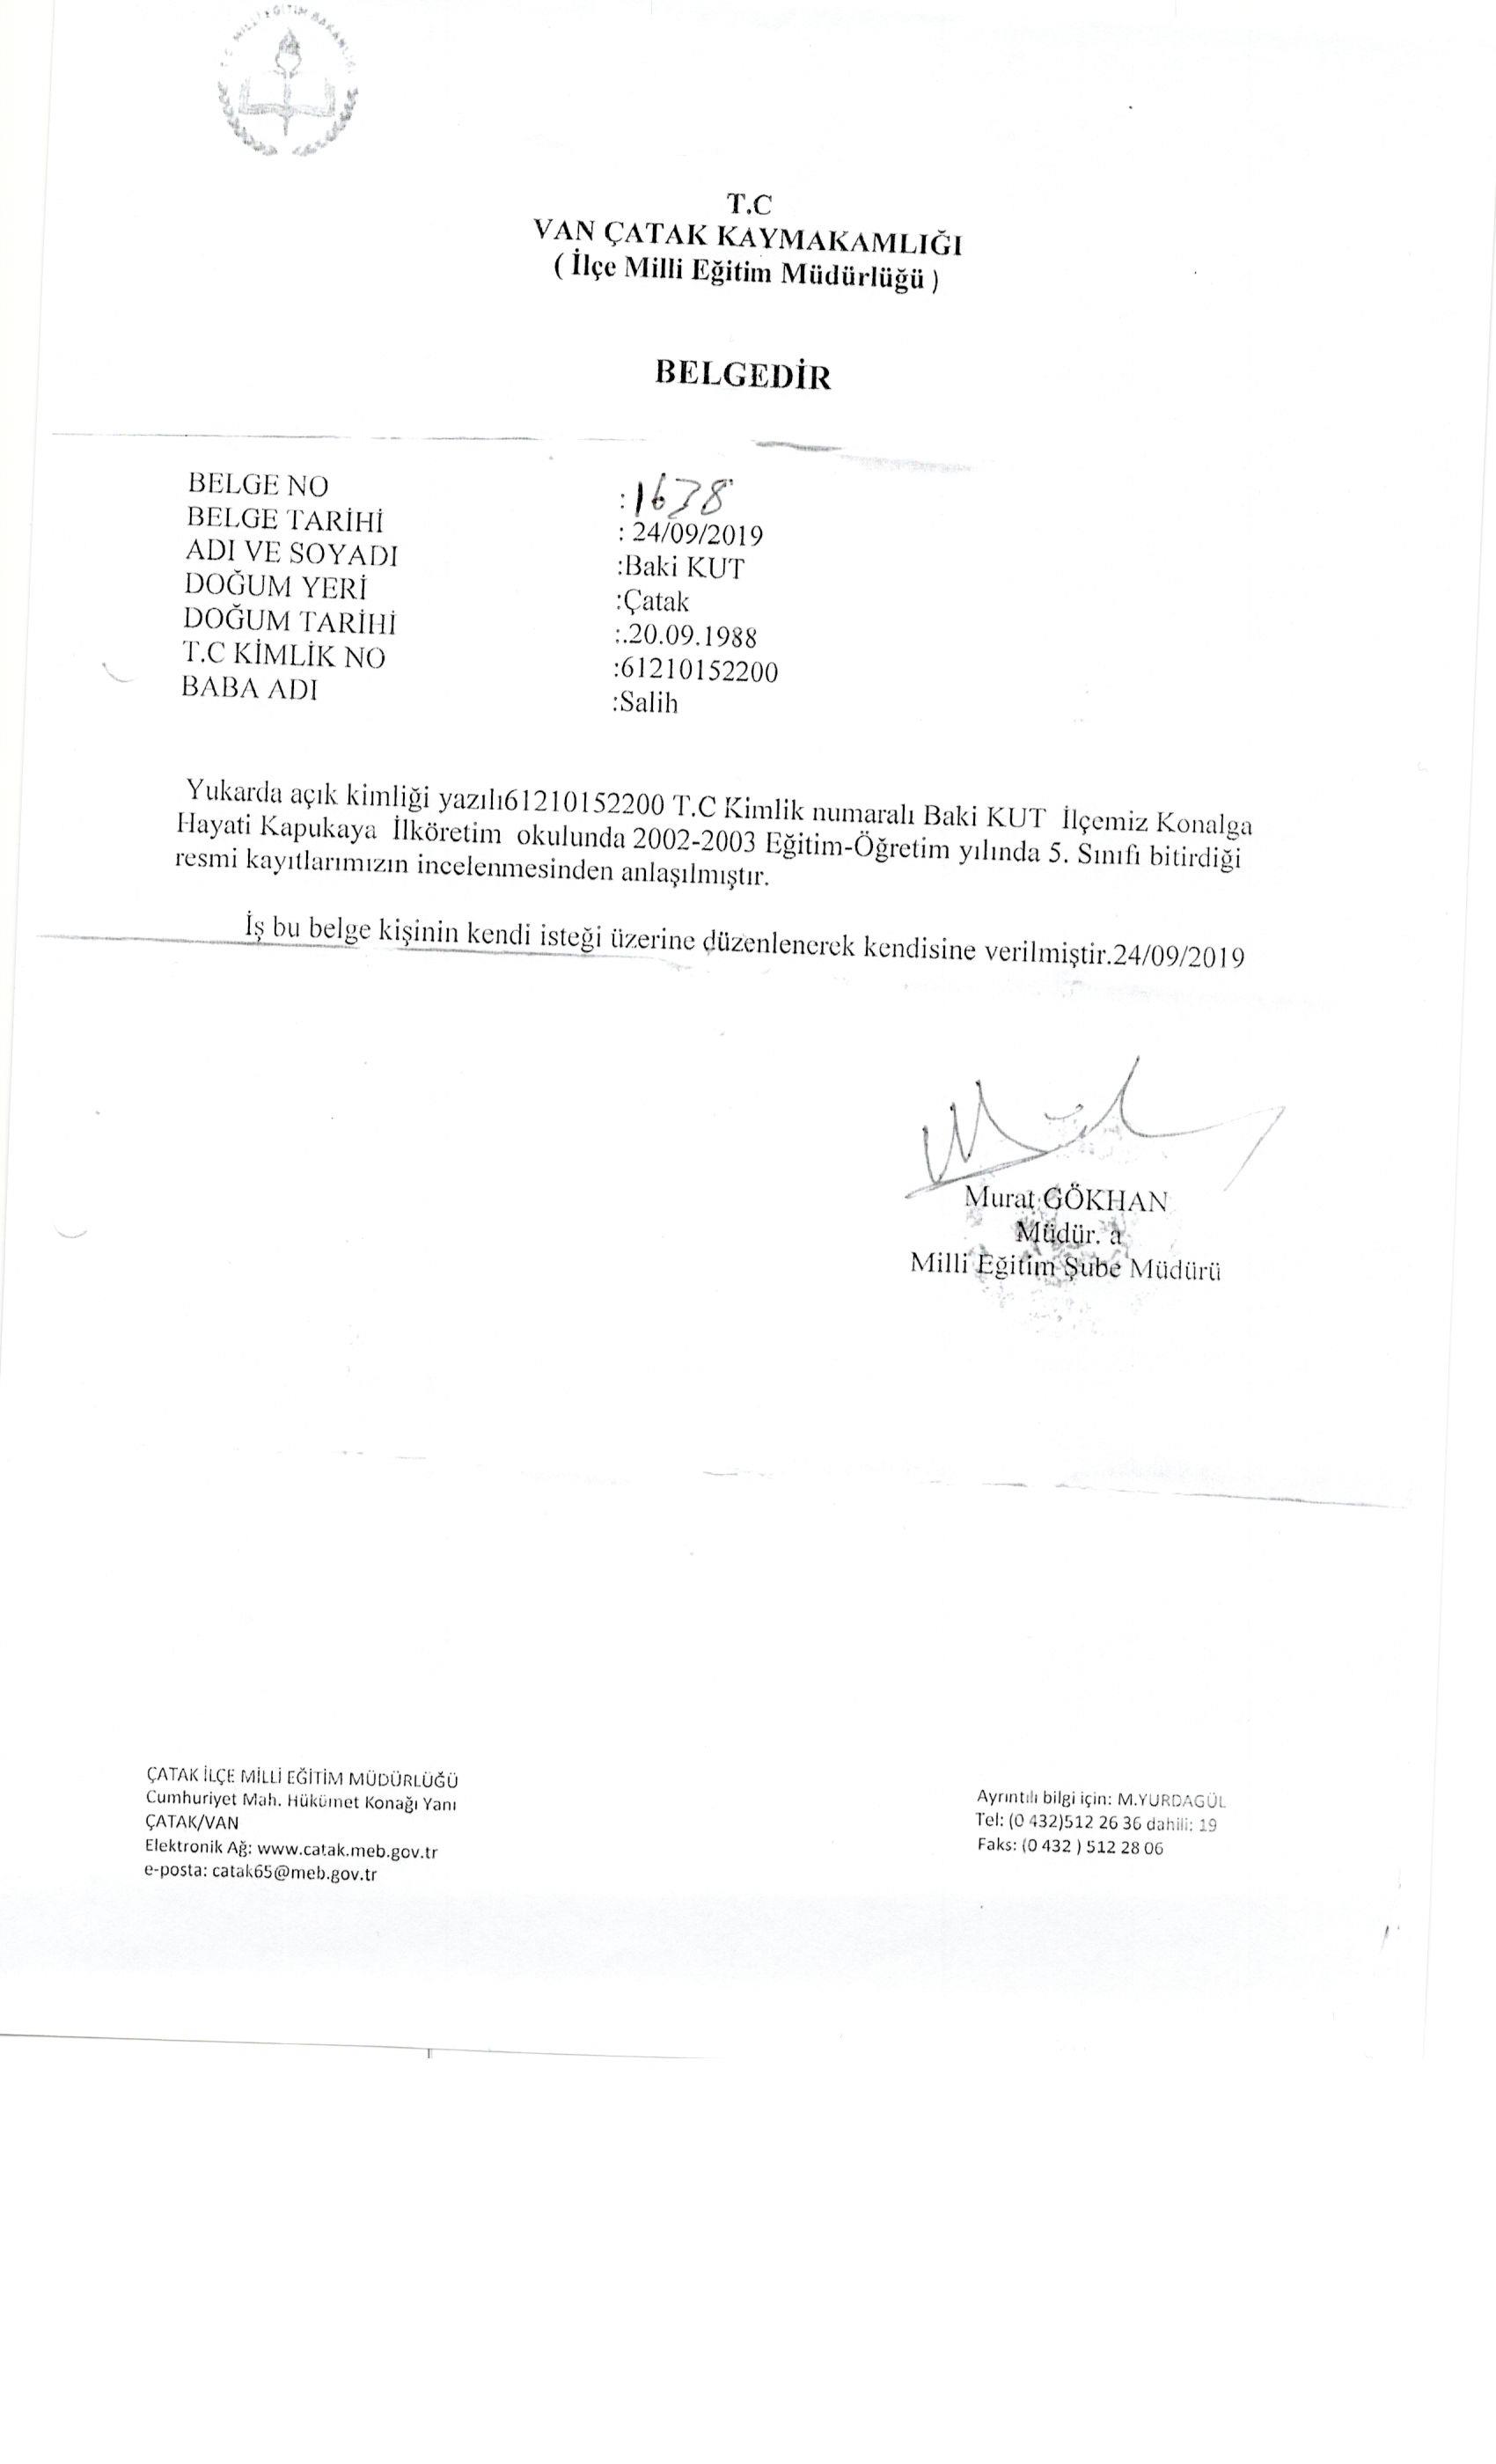 T.C. MİLLİ EĞİTİM BAKANLIĞI
T.C
VAN ÇATAK KAYMAKAMLIĞI
( İlçe Milli Eğitim Müdürlüğü )
BELGEDİR
BELGE NO :1638
BELGE TARİHİ : 24/09/2019
ADI VE SOYADI :Baki KUT
DOĞUM YERİ :Çatak
DOĞUM TARİHİ :.20.09.1988
T.C KİMLİK NO :61210152200
BABA ADI :Salih
Yukarda açık kimliği yazılı61210152200 T.C Kimlik numaralı Baki KUT İlçemiz Konalga
Hayati Kapukaya İlköretim okulunda 2002-2003 Eğitim-Öğretim yılında 5. Sınıfı bitirdiği
resmi kayıtlarımızın incelenmesinden anlaşılmıştır.
İş bu belge kişinin kendi isteği üzerine düzenlenerek kendisine verilmiştir.24/09/2019
Murat GÖKHAN
Müdür. a
Milli Eğitim Şube Müdürü
ÇATAK İLÇE MİLLİ EĞİTİM MÜDÜRLÜĞÜ
Cumhuriyet Mah. Hükümet Konağı Yanı
ÇATAK/VAN
Elektronik Ağ: www.catak.meb.gov.tr
e-posta: catak65@meb.gov.tr
Ayrıntılı bilgi için: M.YURDAGÜL
Tel: (0 432)512 26 36 dahili: 19
Faks: (0 432 ) 512 28 06